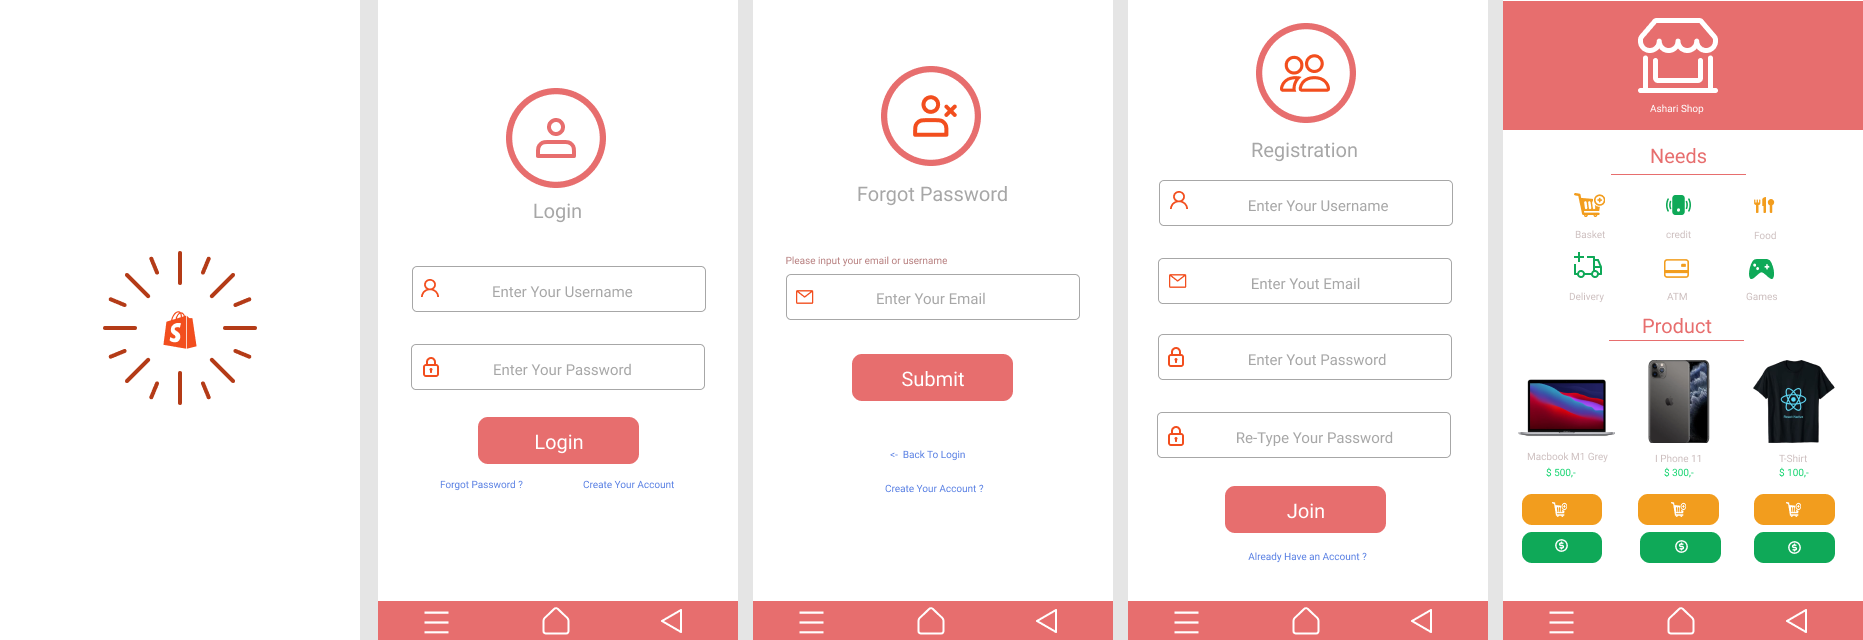 S
Login
Enter Your Username
Enter Your Password
Login
Forgot Password ?
Create Your Account
Forgot Password
Please input your email or username
Enter Your Email
Submit
<- Back To Login
Create Your Account ?
Registration
Enter Your Username
Enter Yout Email
Enter Yout Password
Re-Type Your Password
Join
Already Have an Account ?
Ashari Shop
Needs
Basket
credit
Food
Delivery
ATM
Games
Product
Macbook M1 Grey
$ 500,-
I Phone 11
$ 300,-
T-Shirt
$ 100,-